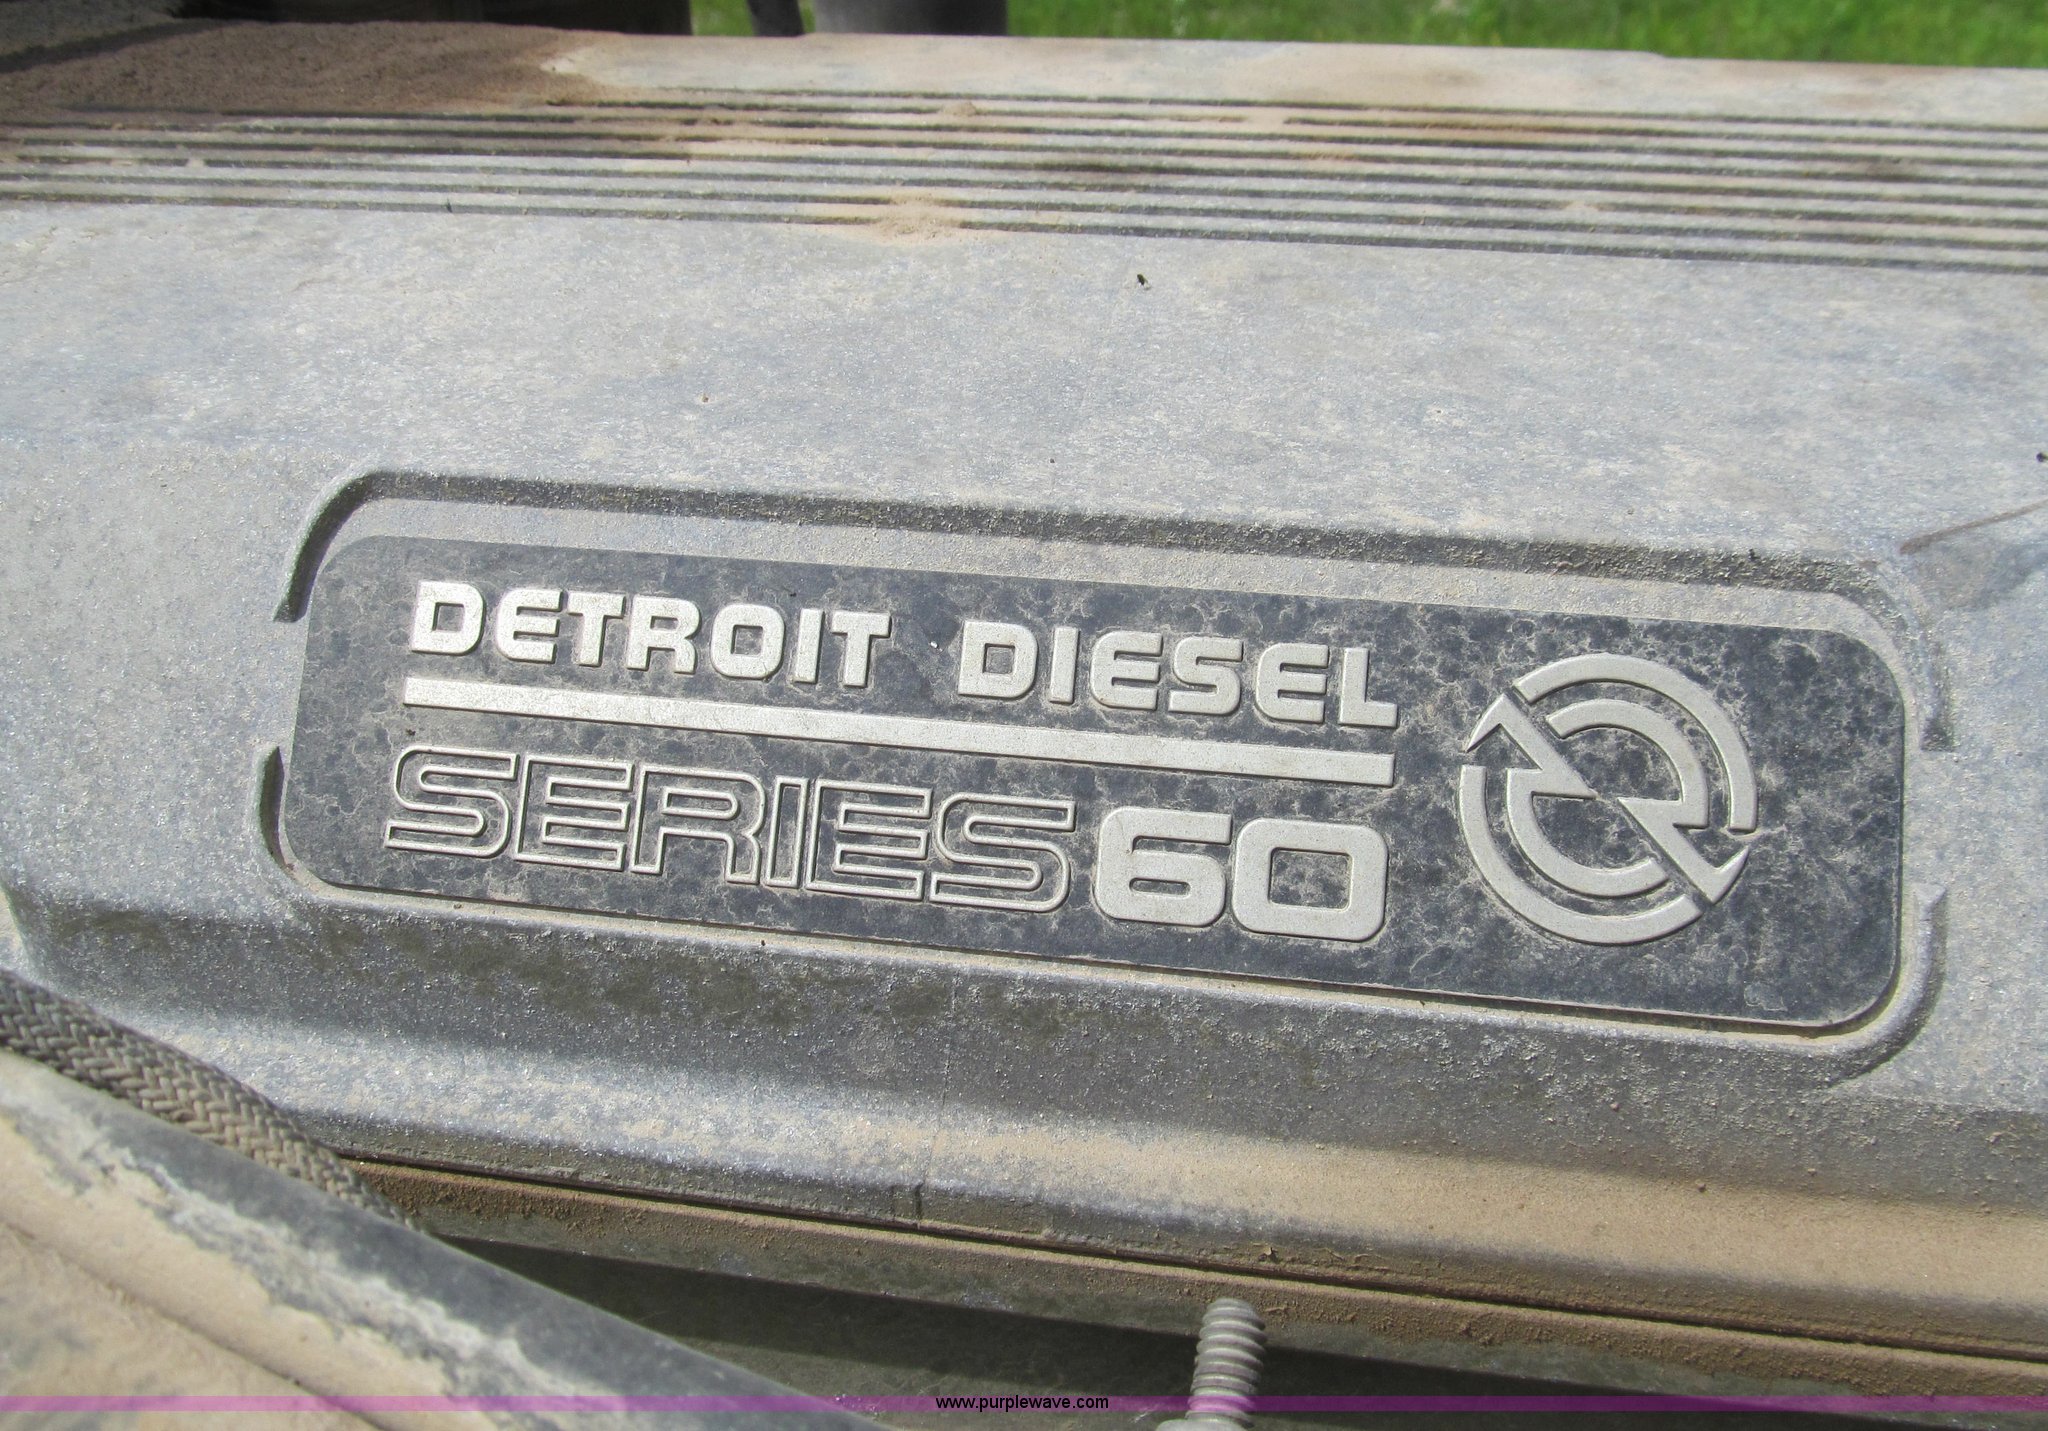 DETROIT DIESEL
SERIES 60
www.purplewave.com